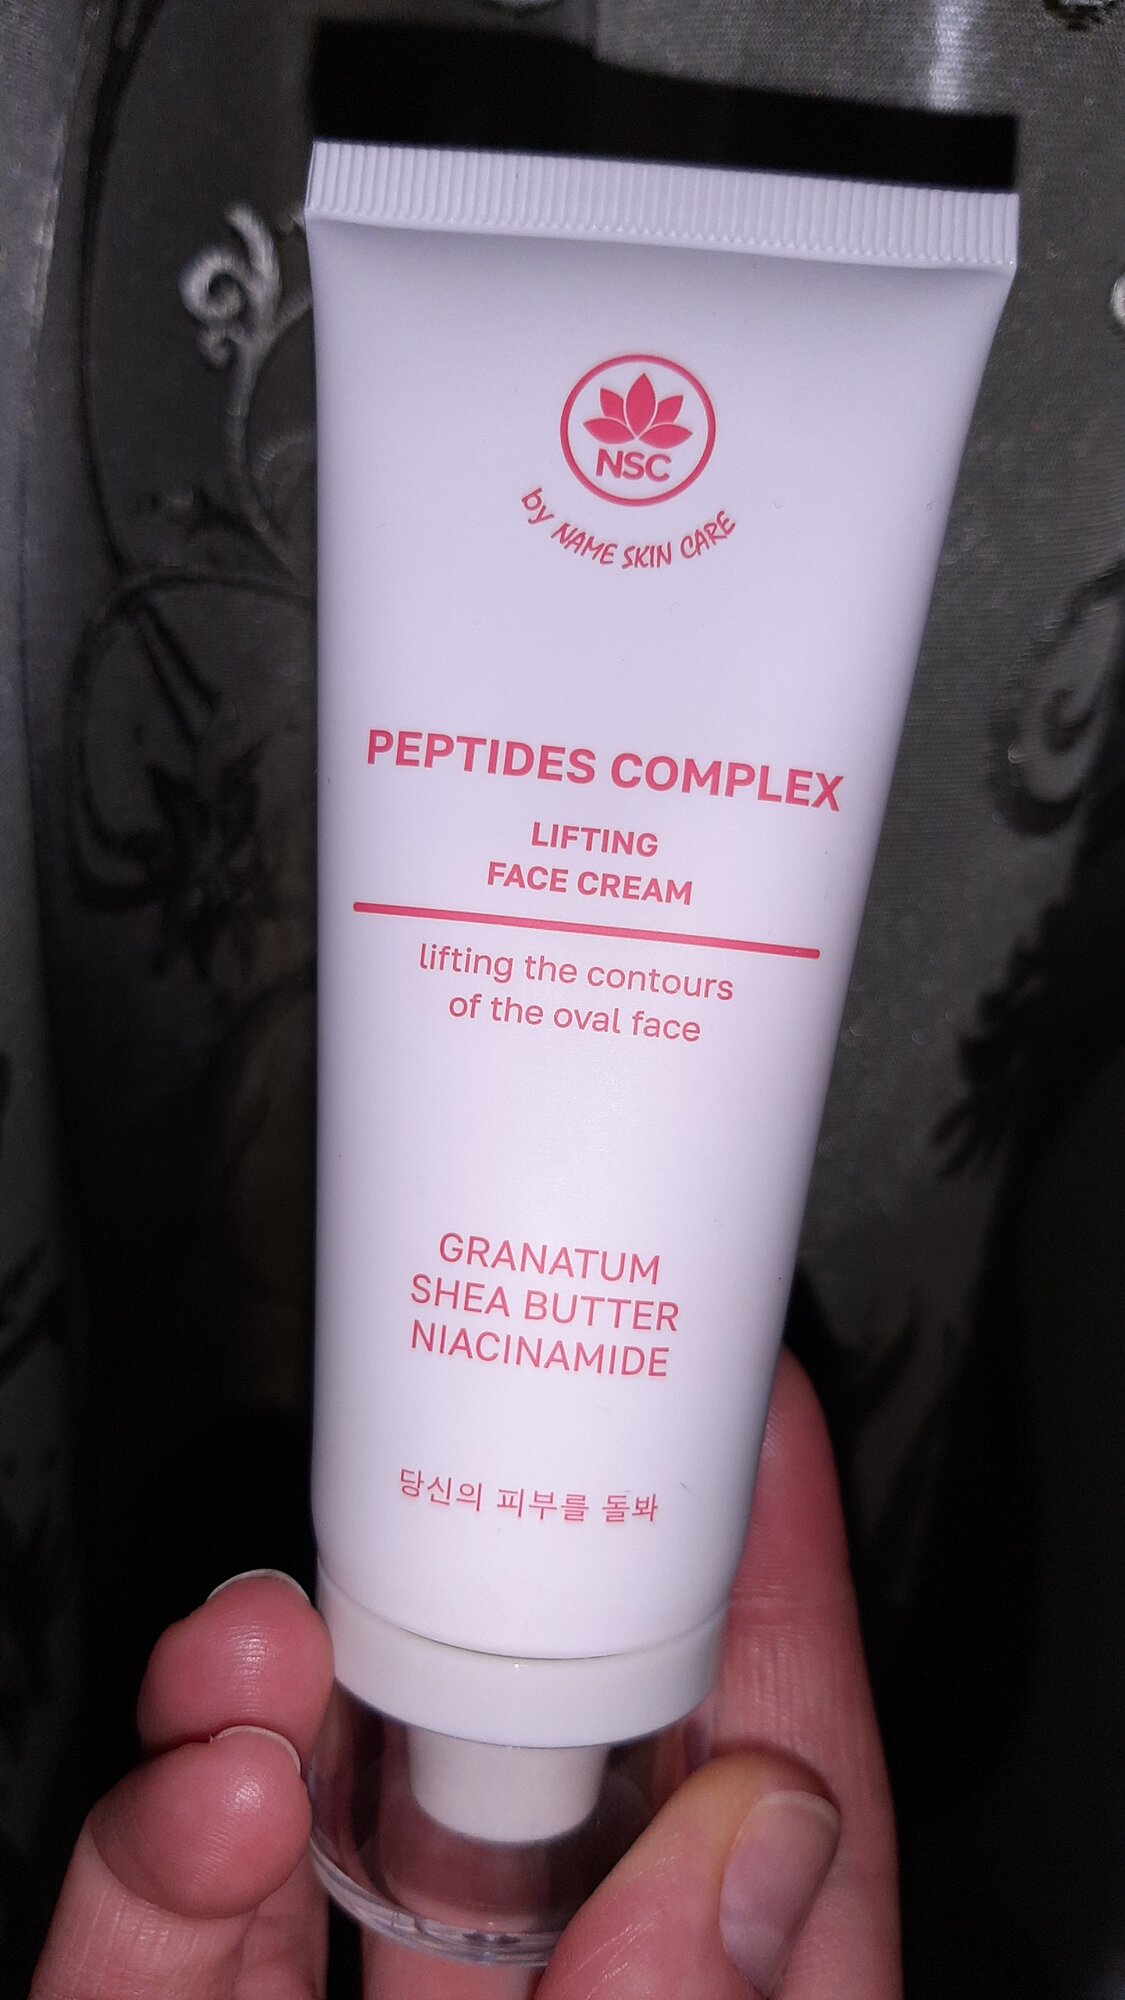 NSC
by NAME SKIN CARE
PEPTIDES COMPLEX
LIFTING
FACE CREAM
lifting the contours
of the oval face
GRANATUM
SHEA BUTTER
NIACINAMIDE
당신의 피부를 돌봐